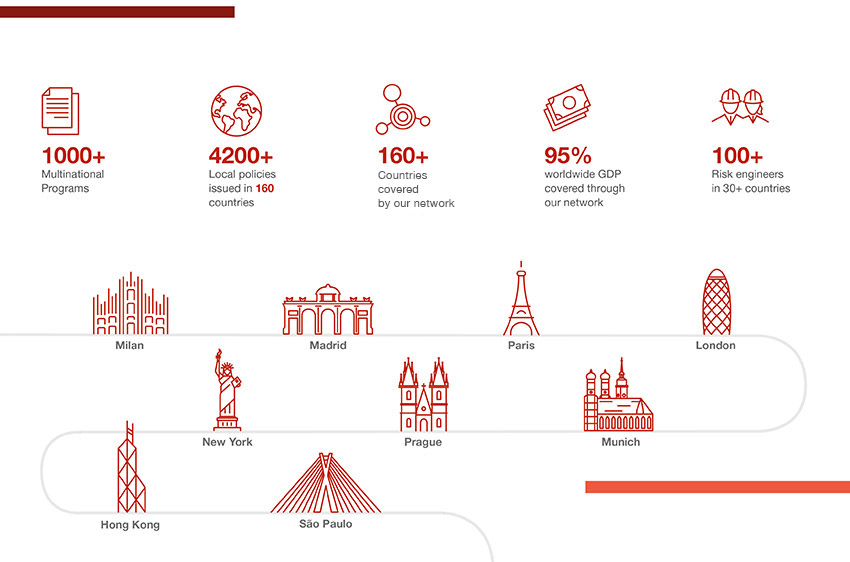 1000+
Multinational
Programs
4200+
Local policies
issued in 160
countries
160+
Countries
covered
by our network
95%
worldwide GDP
covered through
our network
100+
Risk engineers
in 30+ countries
Milan
Madrid
Paris
London
New York
Prague
Munich
Hong Kong
São Paulo